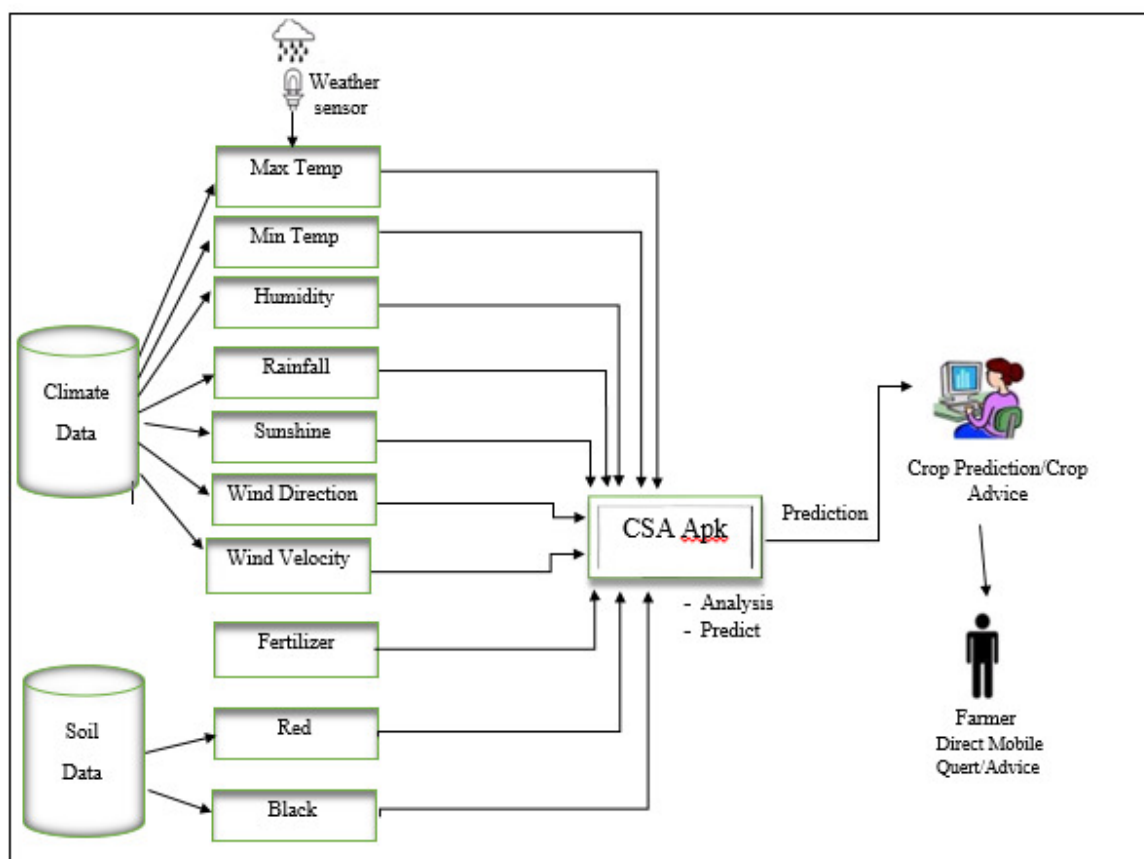 Weather
sensor
Max Temp
Min Temp
Humidity
Rainfall
Sunshine
Wind Direction
Wind Velocity
Fertilizer
Red
Black
Climate
Data
Soil
Data
CSA Apk
- Analysis
- Predict
Prediction
Crop Prediction/Crop
Advice
Farmer
Direct Mobile
Quert/Advice